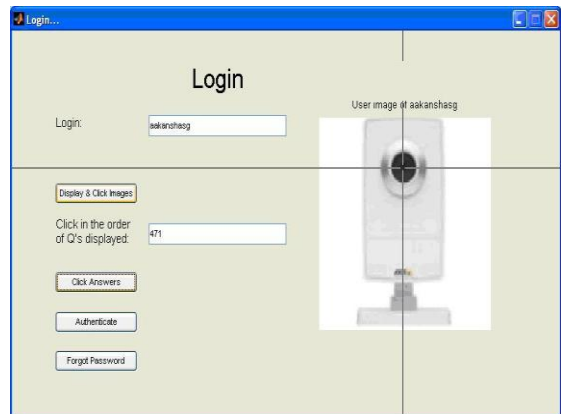 Login...
Login
User image of aakanshasg
Login:
aakanshasg
Display & Click Images
Click in the order
of Q's displayed:
471
Click Answers
Authenticate
Forgot Password